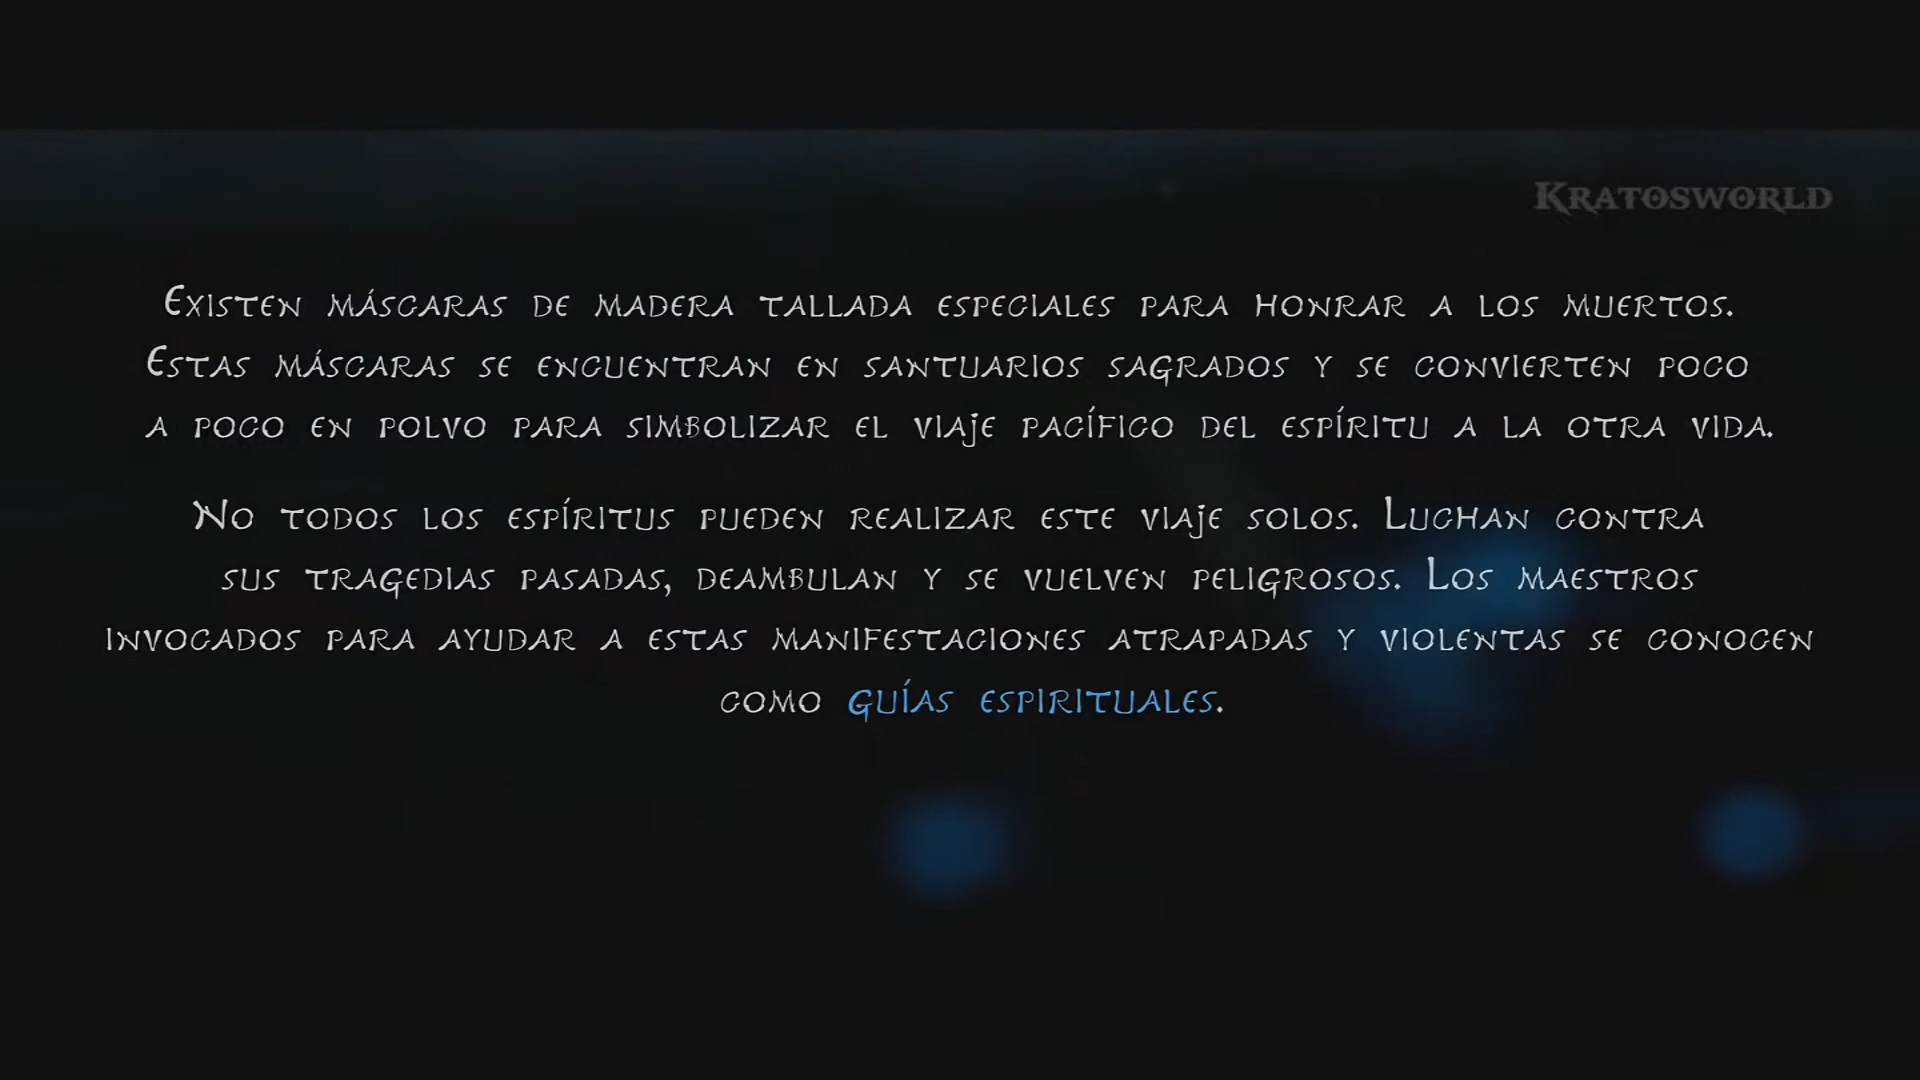 Kratosworld
Existen máscaras de madera tallada especiales para honrar a los muertos.
Estas máscaras se encuentran en santuarios sagrados y se convierten poco
a poco en polvo para simbolizar el viaje pacífico del espíritu a la otra vida.
No todos los espíritus pueden realizar este viaje solos. Luchan contra
sus tragedias pasadas, deambulan y se vuelven peligrosos. Los maestros
invocados para ayudar a estas manifestaciones atrapadas y violentas se conocen
como guías espirituales.